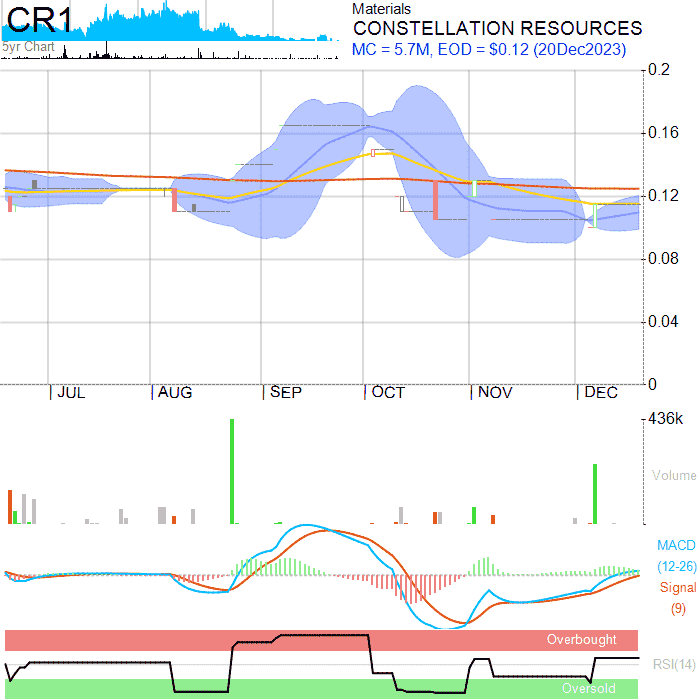 CR1
5yr Chart
Materials
CONSTELLATION RESOURCES
MC = 5.7M, EOD = $0.12 (20Dec2023)
0.2
0.16
0.12
0.08
0.04
0
JUL AUG SEP OCT NOV DEC
436k
Volume
MACD
(12-26)
Signal
(9)
Overbought
RSI(14)
Oversold